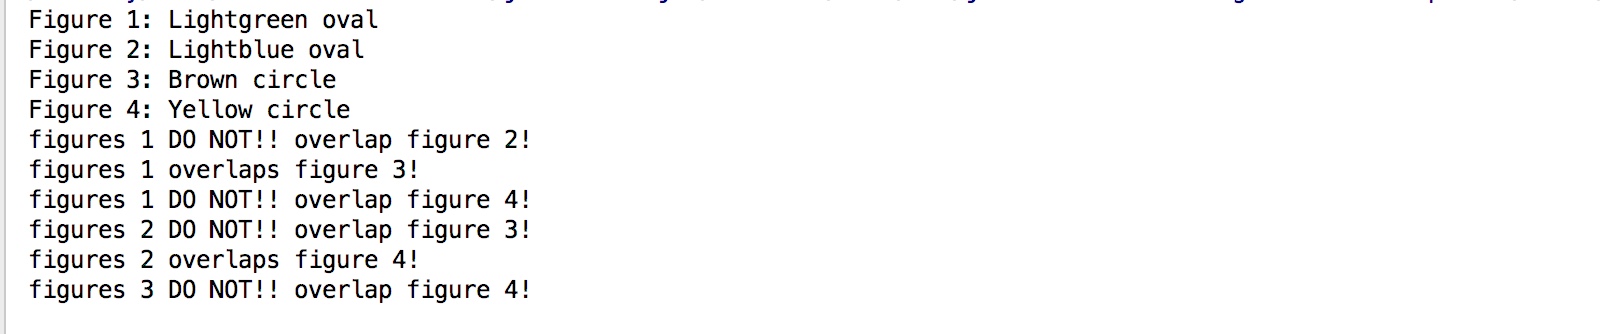 Figure 1: Lightgreen oval
Figure 2: Lightblue oval
Figure 3: Brown circle
Figure 4: Yellow circle
figures 1 DO NOT!! overlap figure 2!
figures 1 overlaps figure 3!
figures 1 DO NOT!! overlap figure 4!
figures 2 DO NOT!! overlap figure 3!
figures 2 overlaps figure 4!
figures 3 DO NOT!! overlap figure 4!